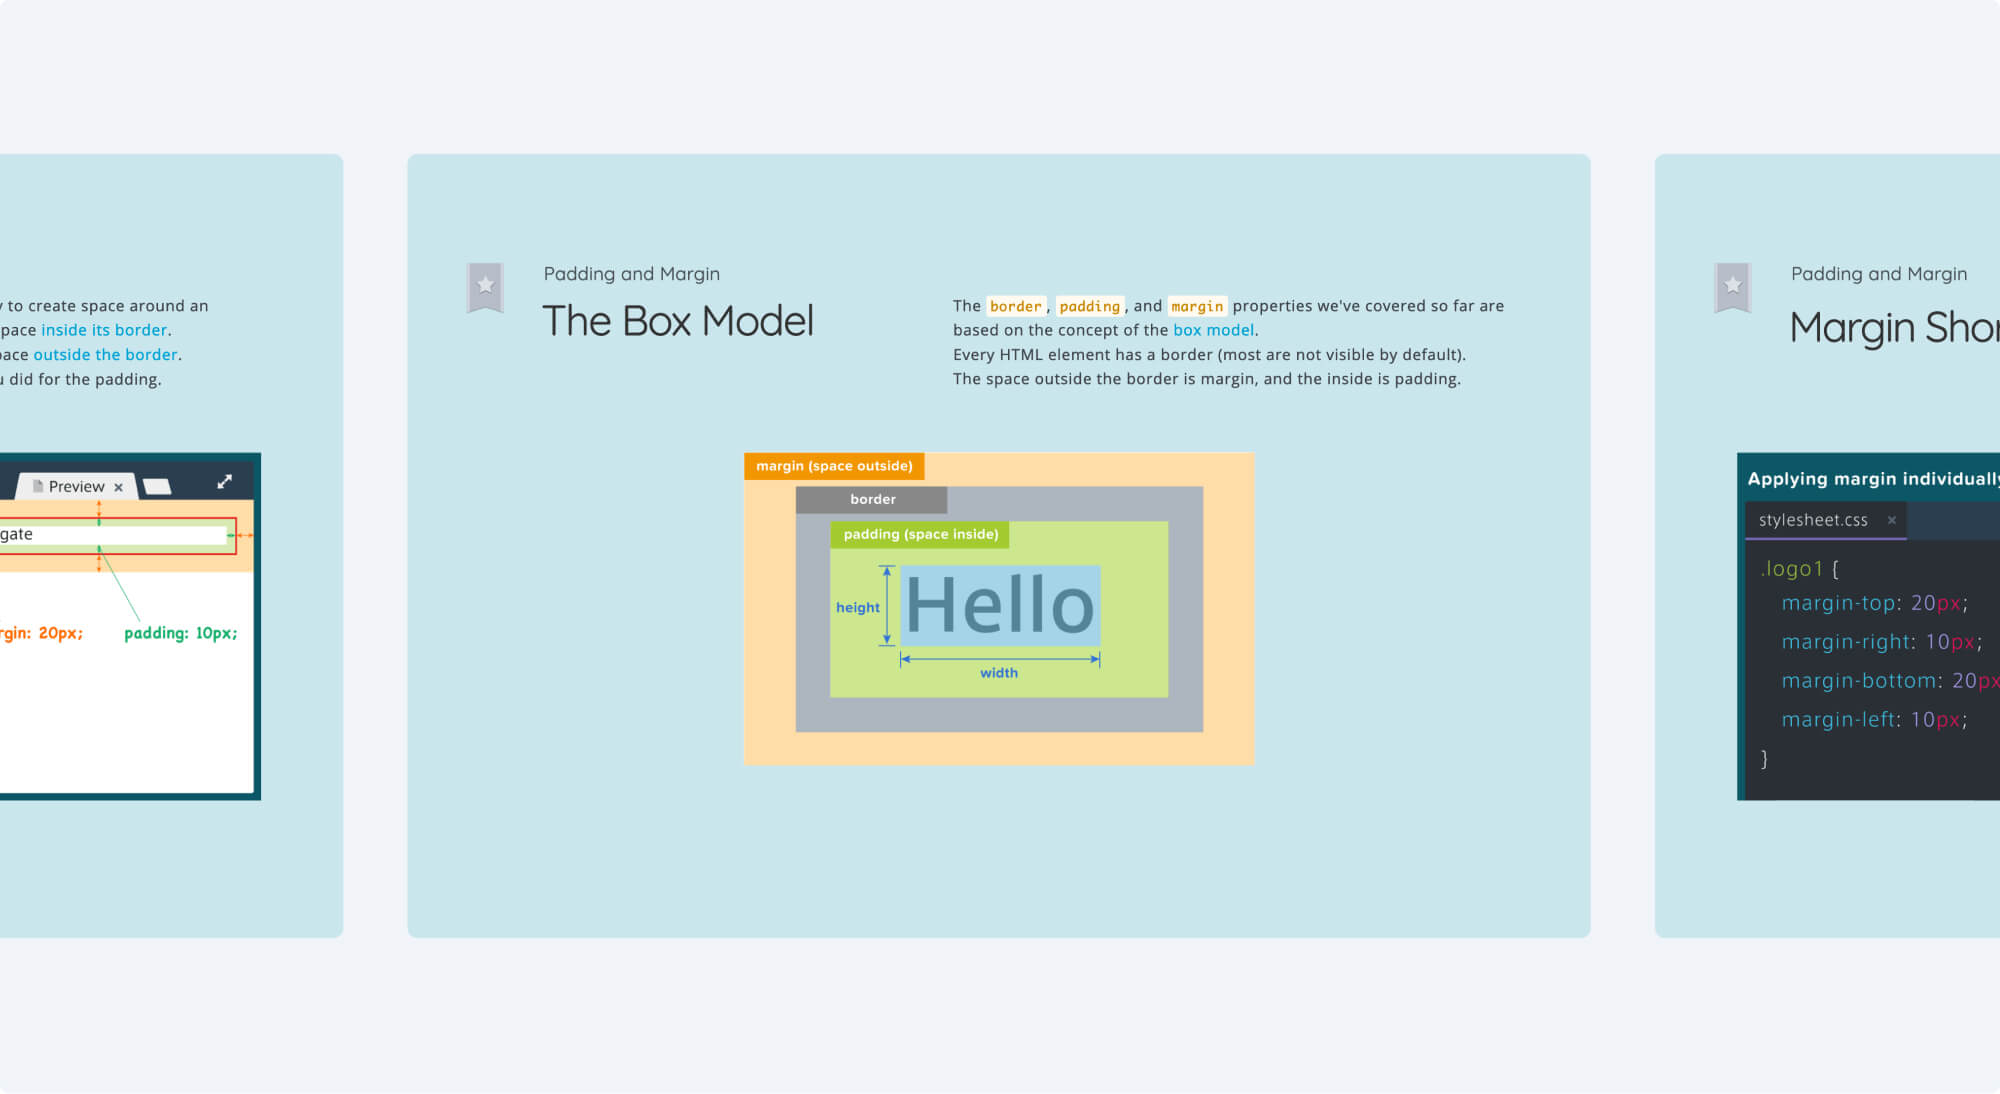 y to create space around an
pace inside its border.
pace outside the border.
u did for the padding.
Preview ×
gate
rgin: 20px;
padding: 10px;
Padding and Margin
The Box Model
The border, padding, and margin properties we've covered so far are
based on the concept of the box model.
Every HTML element has a border (most are not visible by default).
The space outside the border is margin, and the inside is padding.
margin (space outside)
border
padding (space inside)
height
Hello
width
Padding and Margin
Margin Shor
Applying margin individually
stylesheet.css ×
.logo1 {
margin-top: 20px;
margin-right: 10px;
margin-bottom: 20px
margin-left: 10px;
}